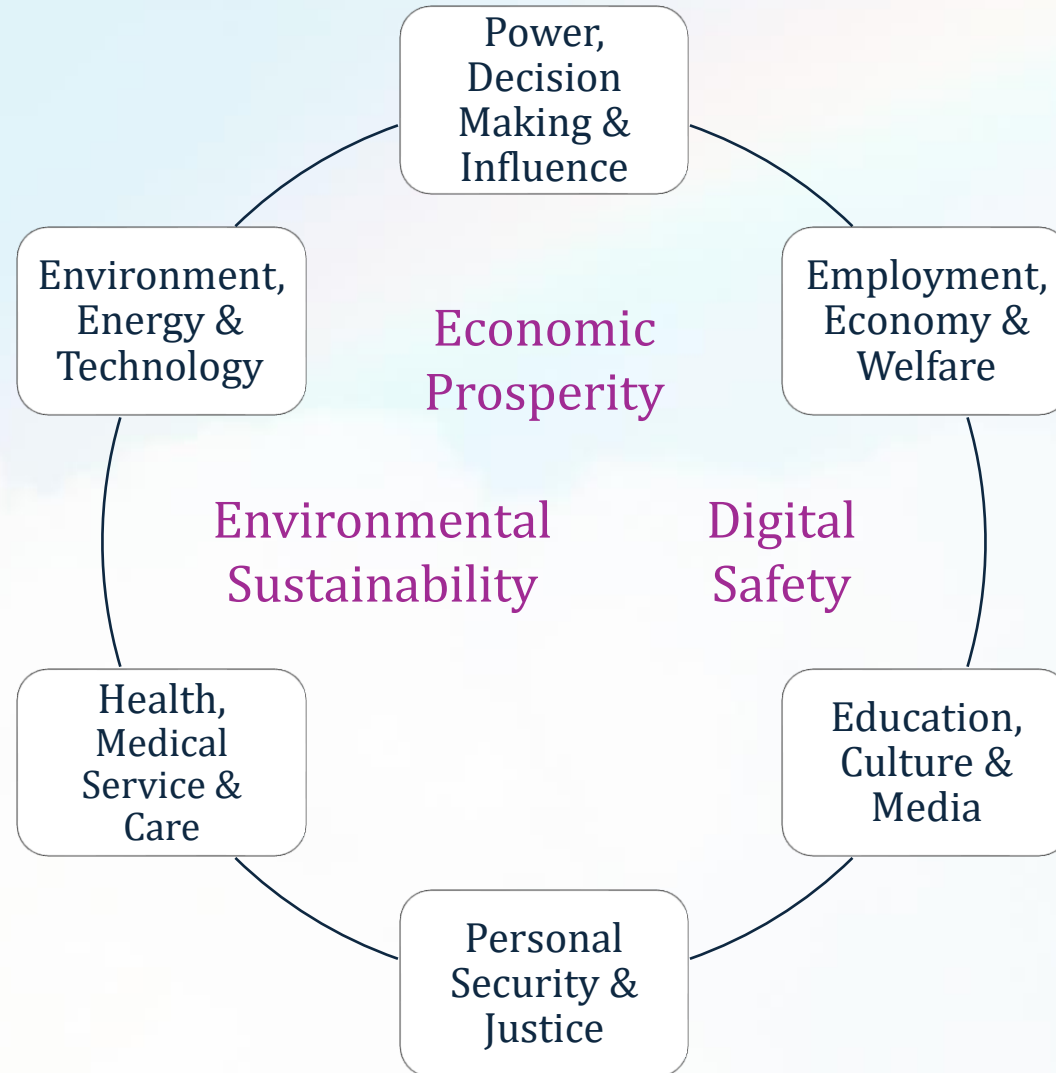 Power,
Decision
Making &
Influence
Environment,
Energy &
Technology
Employment,
Economy &
Welfare
Economic
Prosperity
Environmental
Sustainability
Digital
Safety
Health,
Medical
Service &
Care
Education,
Culture &
Media
Personal
Security &
Justice